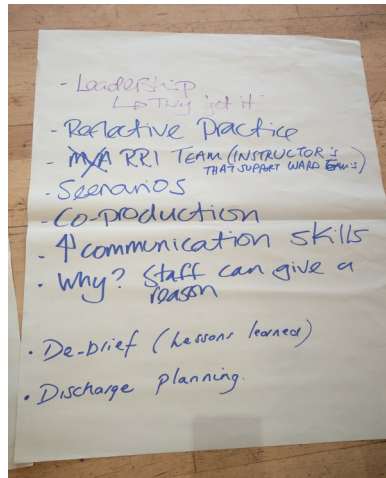 - Leadership
↳ They 'get it'
- Reflective Practice
- RRI TEAM (INSTRUCTOR'S
THAT SUPPORT WARD
- Scenarios
- Co-production
- ↑ communication skills
- Why? Staff can give a
reason
• De-brief (Lessons learned)
• Discharge planning.